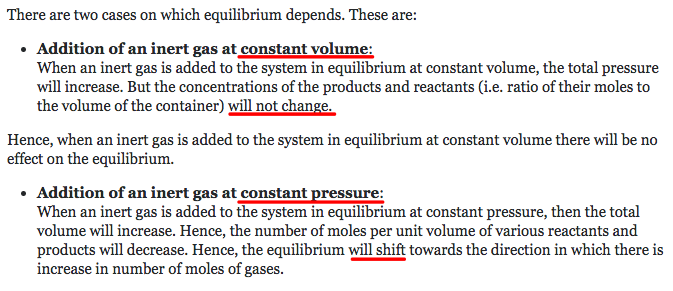 There are two cases on which equilibrium depends. These are:
• Addition of an inert gas at constant volume:
When an inert gas is added to the system in equilibrium at constant volume, the total pressure
will increase. But the concentrations of the products and reactants (i.e. ratio of their moles to
the volume of the container) will not change.
Hence, when an inert gas is added to the system in equilibrium at constant volume there will be no
effect on the equilibrium.
• Addition of an inert gas at constant pressure:
When an inert gas is added to the system in equilibrium at constant pressure, then the total
volume will increase. Hence, the number of moles per unit volume of various reactants and
products will decrease. Hence, the equilibrium will shift towards the direction in which there is
increase in number of moles of gases.